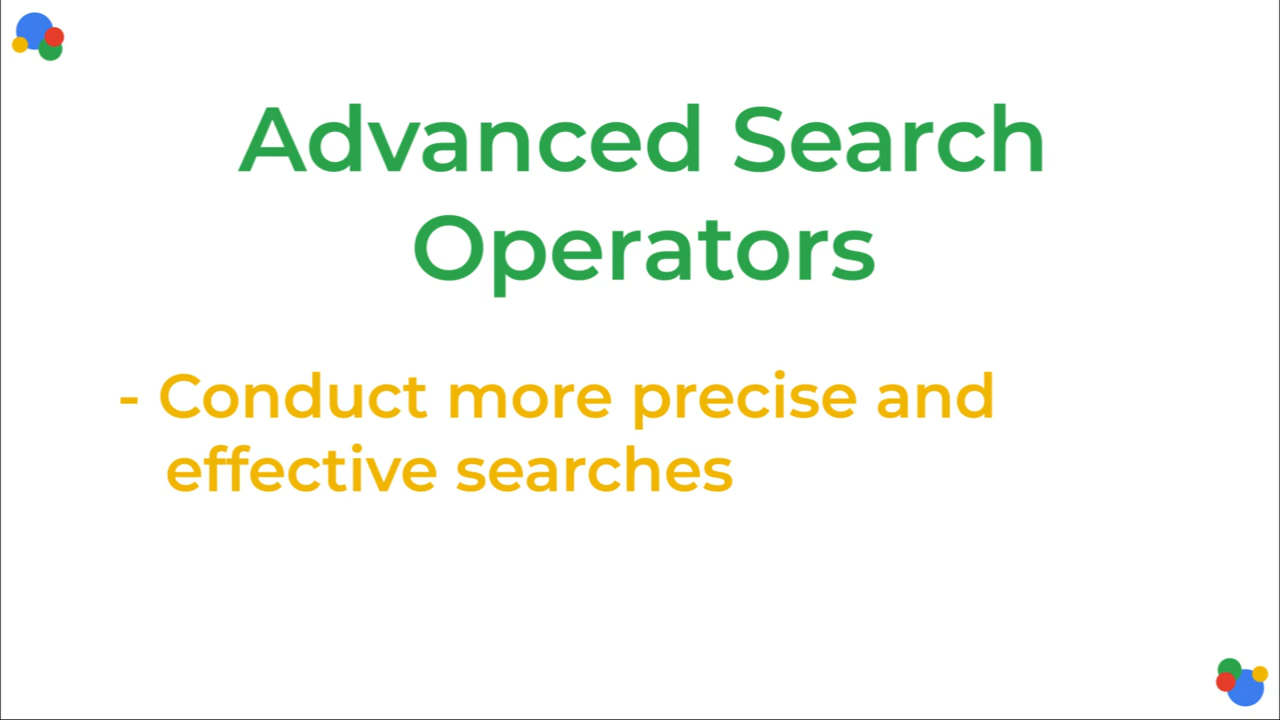 Advanced Search
Operators
- Conduct more precise and
effective searches